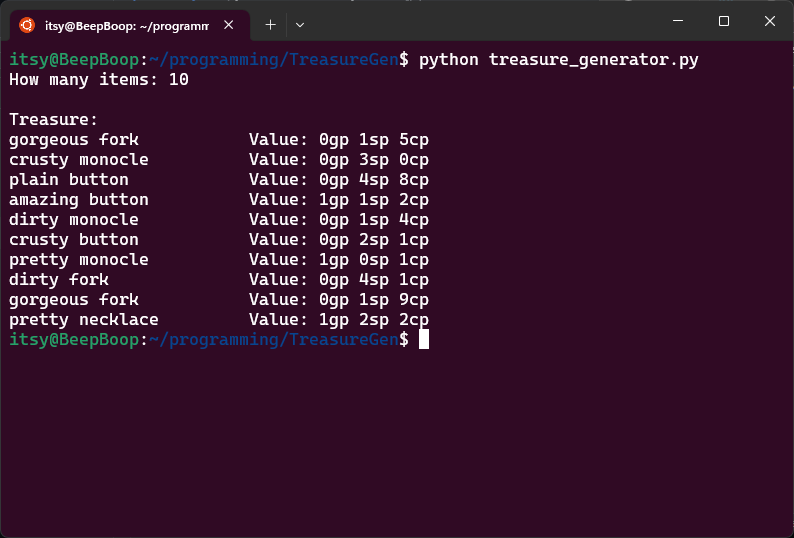 itsy@BeepBoop: ~/programm
itsy@BeepBoop:~/programming/TreasureGen$ python treasure_generator.py
How many items: 10

Treasure:
gorgeous fork           Value: 0gp 1sp 5cp
crusty monocle          Value: 0gp 3sp 0cp
plain button            Value: 0gp 4sp 8cp
amazing button          Value: 1gp 1sp 2cp
dirty monocle           Value: 0gp 1sp 4cp
crusty button           Value: 0gp 2sp 1cp
pretty monocle          Value: 1gp 0sp 1cp
dirty fork              Value: 0gp 4sp 1cp
gorgeous fork           Value: 0gp 1sp 9cp
pretty necklace         Value: 1gp 2sp 2cp
itsy@BeepBoop:~/programming/TreasureGen$